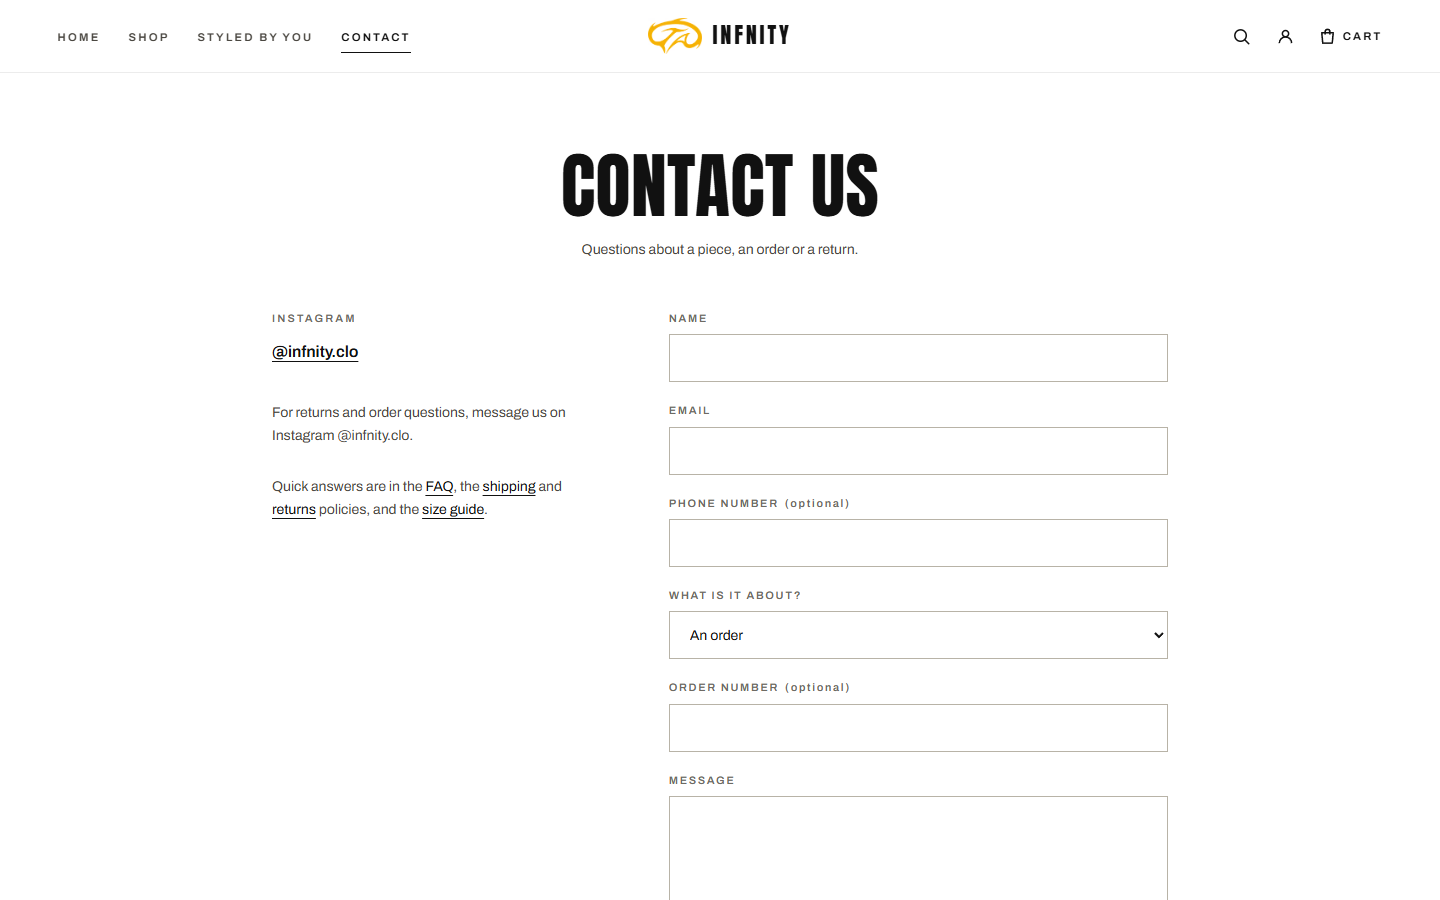 HOME
SHOP
STYLED BY YOU
CONTACT
INFNITY
CART
CONTACT US
Questions about a piece, an order or a return.
INSTAGRAM
@infnity.clo
For returns and order questions, message us on
Instagram @infnity.clo.
Quick answers are in the FAQ, the shipping and
returns policies, and the size guide.
NAME
EMAIL
PHONE NUMBER (optional)
WHAT IS IT ABOUT?
An order
ORDER NUMBER (optional)
MESSAGE